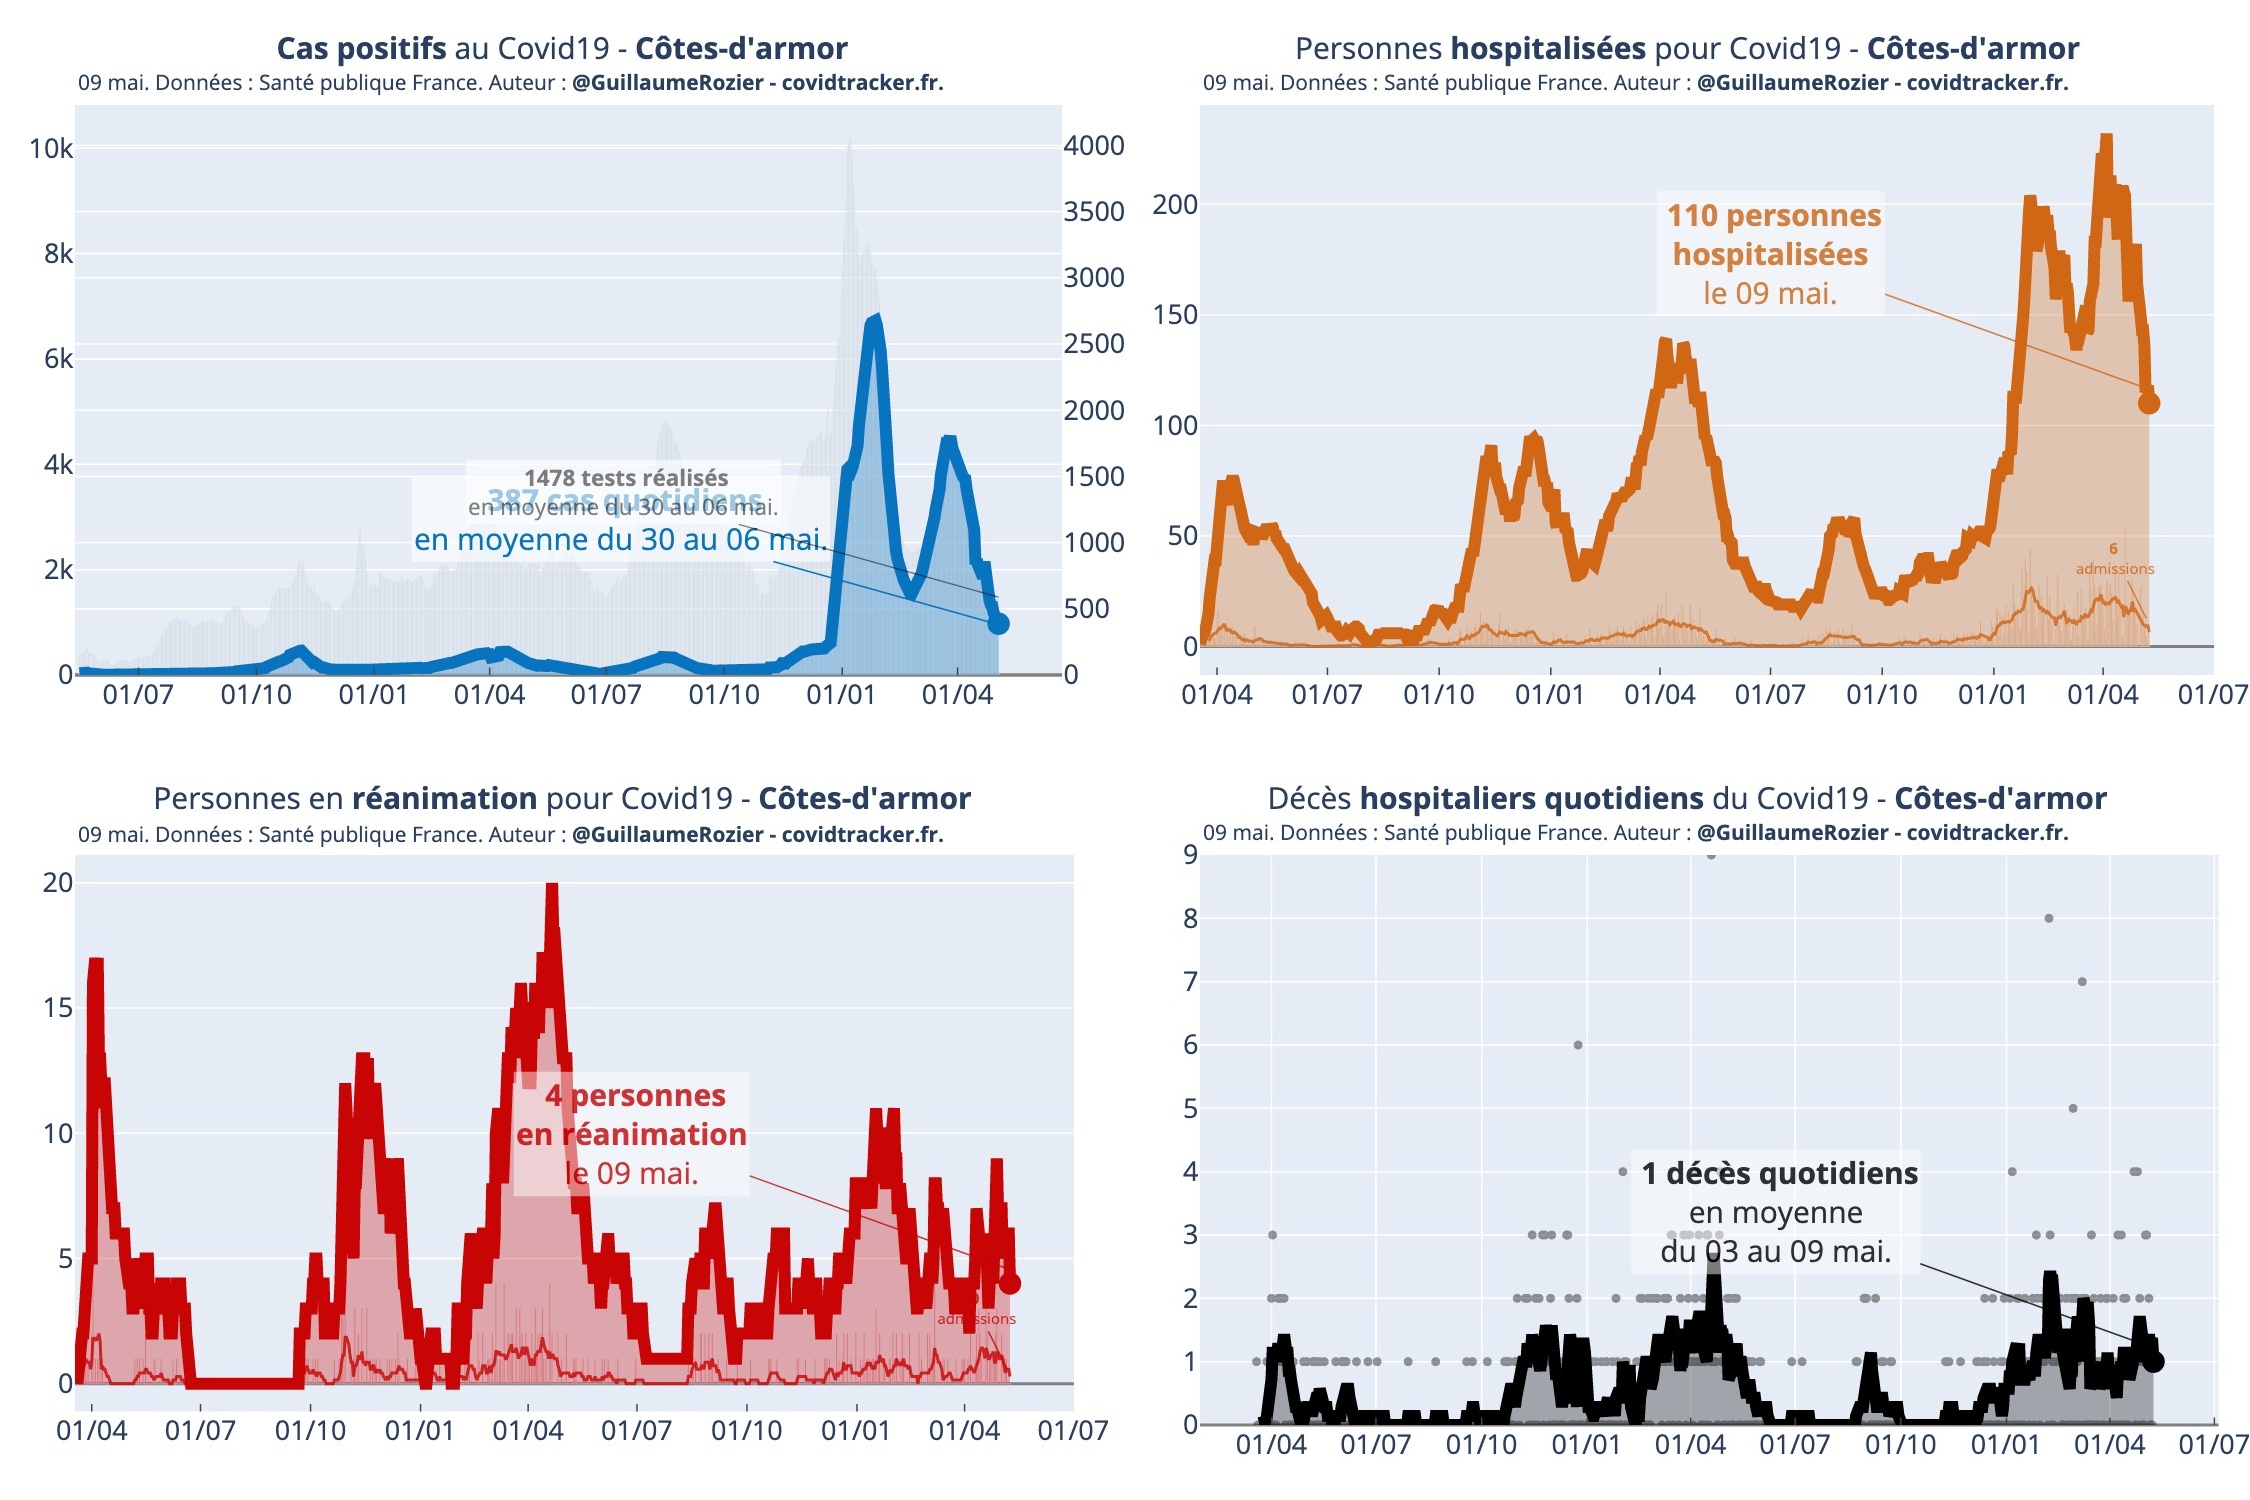 Cas positifs au Covid19 - Côtes-d'armor
09 mai. Données : Santé publique France. Auteur : @GuillaumeRozier - covidtracker.fr.
10k
8k
6k
4k
2k
0
4000
3500
3000
2500
2000
1500
1000
500
0
1478 tests réalisés
en moyenne du 30 au 06 mai.
387 cas quotidiens
en moyenne du 30 au 06 mai.
01/07 01/10 01/01 01/04 01/07 01/10 01/01 01/04
Personnes hospitalisées pour Covid19 - Côtes-d'armor
09 mai. Données : Santé publique France. Auteur : @GuillaumeRozier - covidtracker.fr.
200
150
100
50
0
110 personnes
hospitalisées
le 09 mai.
6
admissions
01/04 01/07 01/10 01/01 01/04 01/07 01/10 01/01 01/04 01/07
Personnes en réanimation pour Covid19 - Côtes-d'armor
09 mai. Données : Santé publique France. Auteur : @GuillaumeRozier - covidtracker.fr.
20
15
10
5
0
4 personnes
en réanimation
le 09 mai.
admissions
01/04 01/07 01/10 01/01 01/04 01/07 01/10 01/01 01/04 01/07
Décès hospitaliers quotidiens du Covid19 - Côtes-d'armor
09 mai. Données : Santé publique France. Auteur : @GuillaumeRozier - covidtracker.fr.
9
8
7
6
5
4
3
2
1
0
1 décès quotidiens
en moyenne
du 03 au 09 mai.
01/04 01/07 01/10 01/01 01/04 01/07 01/10 01/01 01/04 01/07